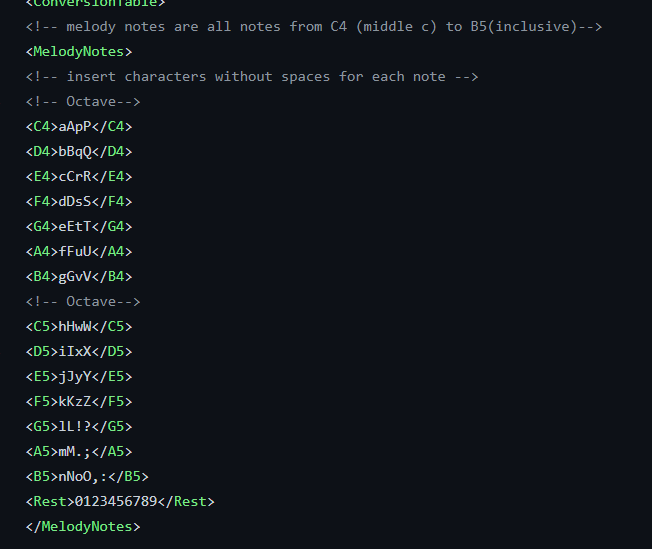 <ConversionTable>
<!-- melody notes are all notes from C4 (middle c) to B5(inclusive)-->
<MelodyNotes>
<!-- insert characters without spaces for each note -->
<!-- Octave-->
<C4>aApP</C4>
<D4>bBqQ</D4>
<E4>cCrR</E4>
<F4>dDsS</F4>
<G4>eEtT</G4>
<A4>fFuU</A4>
<B4>gGvV</B4>
<!-- Octave-->
<C5>hHwW</C5>
<D5>iIxX</D5>
<E5>jJyY</E5>
<F5>kKzZ</F5>
<G5>lL!?</G5>
<A5>mM.;</A5>
<B5>nNoO,:</B5>
<Rest>0123456789</Rest>
</MelodyNotes>